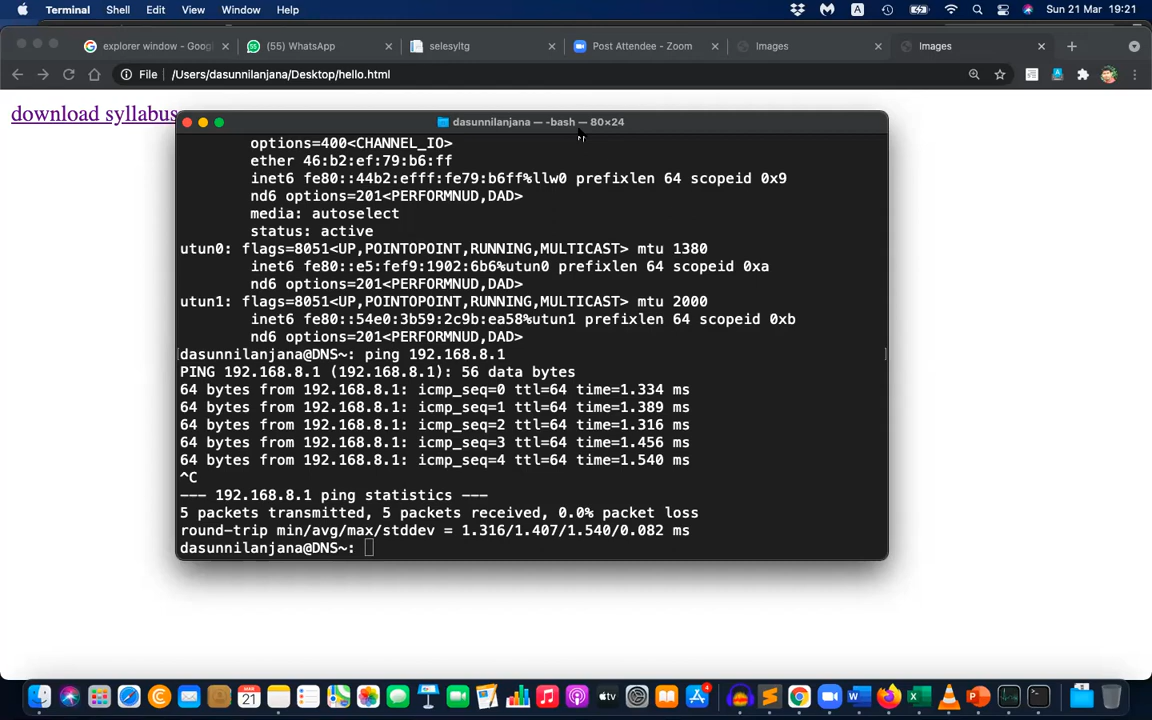 Terminal Shell Edit View Window Help A Sun 21 Mar 19:21
explorer window - Goog (55) WhatsApp selesyltg Post Attendee - Zoom Images Images
File /Users/dasunnilanjana/Desktop/hello.html
download syllabus
dasunnilanjana — -bash — 80×24
options=400<CHANNEL_IO>
ether 46:b2:ef:79:b6:ff
inet6 fe80::44b2:efff:fe79:b6ff%llw0 prefixlen 64 scopeid 0x9
nd6 options=201<PERFORMNUD,DAD>
media: autoselect
status: active
utun0: flags=8051<UP,POINTOPOINT,RUNNING,MULTICAST> mtu 1380
inet6 fe80::e5:fef9:1902:6b6%utun0 prefixlen 64 scopeid 0xa
nd6 options=201<PERFORMNUD,DAD>
utun1: flags=8051<UP,POINTOPOINT,RUNNING,MULTICAST> mtu 2000
inet6 fe80::54e0:3b59:2c9b:ea58%utun1 prefixlen 64 scopeid 0xb
nd6 options=201<PERFORMNUD,DAD>
dasunnilanjana@DNS~: ping 192.168.8.1
PING 192.168.8.1 (192.168.8.1): 56 data bytes
64 bytes from 192.168.8.1: icmp_seq=0 ttl=64 time=1.334 ms
64 bytes from 192.168.8.1: icmp_seq=1 ttl=64 time=1.389 ms
64 bytes from 192.168.8.1: icmp_seq=2 ttl=64 time=1.316 ms
64 bytes from 192.168.8.1: icmp_seq=3 ttl=64 time=1.456 ms
64 bytes from 192.168.8.1: icmp_seq=4 ttl=64 time=1.540 ms
^C
--- 192.168.8.1 ping statistics ---
5 packets transmitted, 5 packets received, 0.0% packet loss
round-trip min/avg/max/stddev = 1.316/1.407/1.540/0.082 ms
dasunnilanjana@DNS~:
MAR 21 tv 4